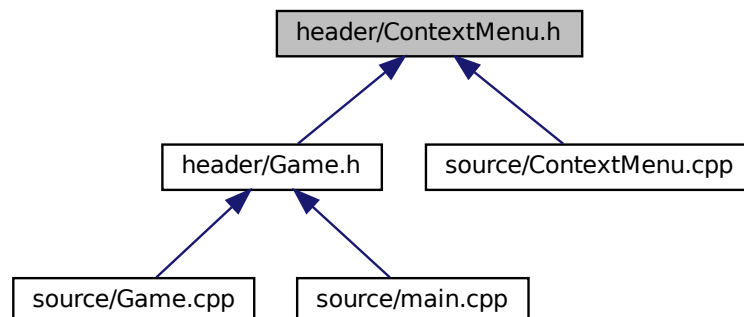 header/ContextMenu.h
header/Game.h
source/ContextMenu.cpp
source/Game.cpp
source/main.cpp